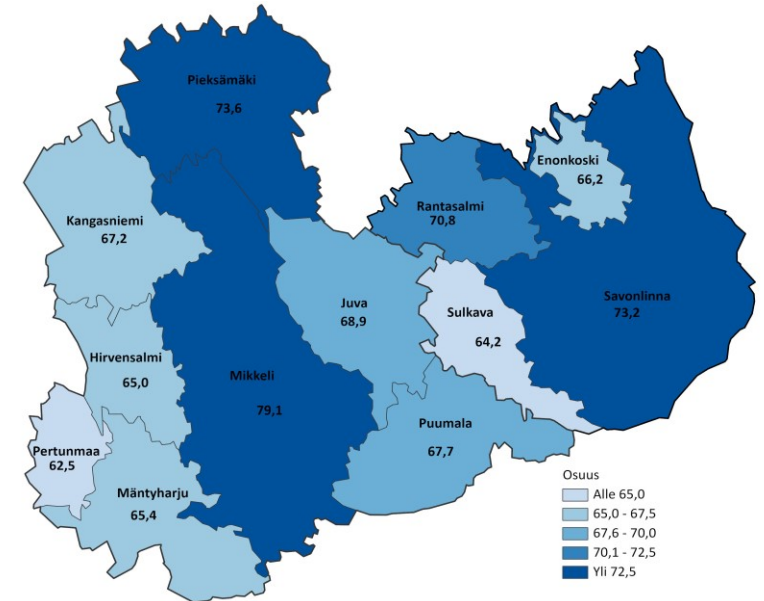 Pieksämäki
73,6
Enonkoski
66,2
Rantasalmi
70,8
Kangasniemi
67,2
Savonlinna
73,2
Juva
68,9
Sulkava
64,2
Hirvensalmi
65,0
Mikkeli
79,1
Puumala
67,7
Pertunmaa
62,5
Mäntyharju
65,4
Osuus
Alle 65,0
65,0 - 67,5
67,6 - 70,0
70,1 - 72,5
Yli 72,5